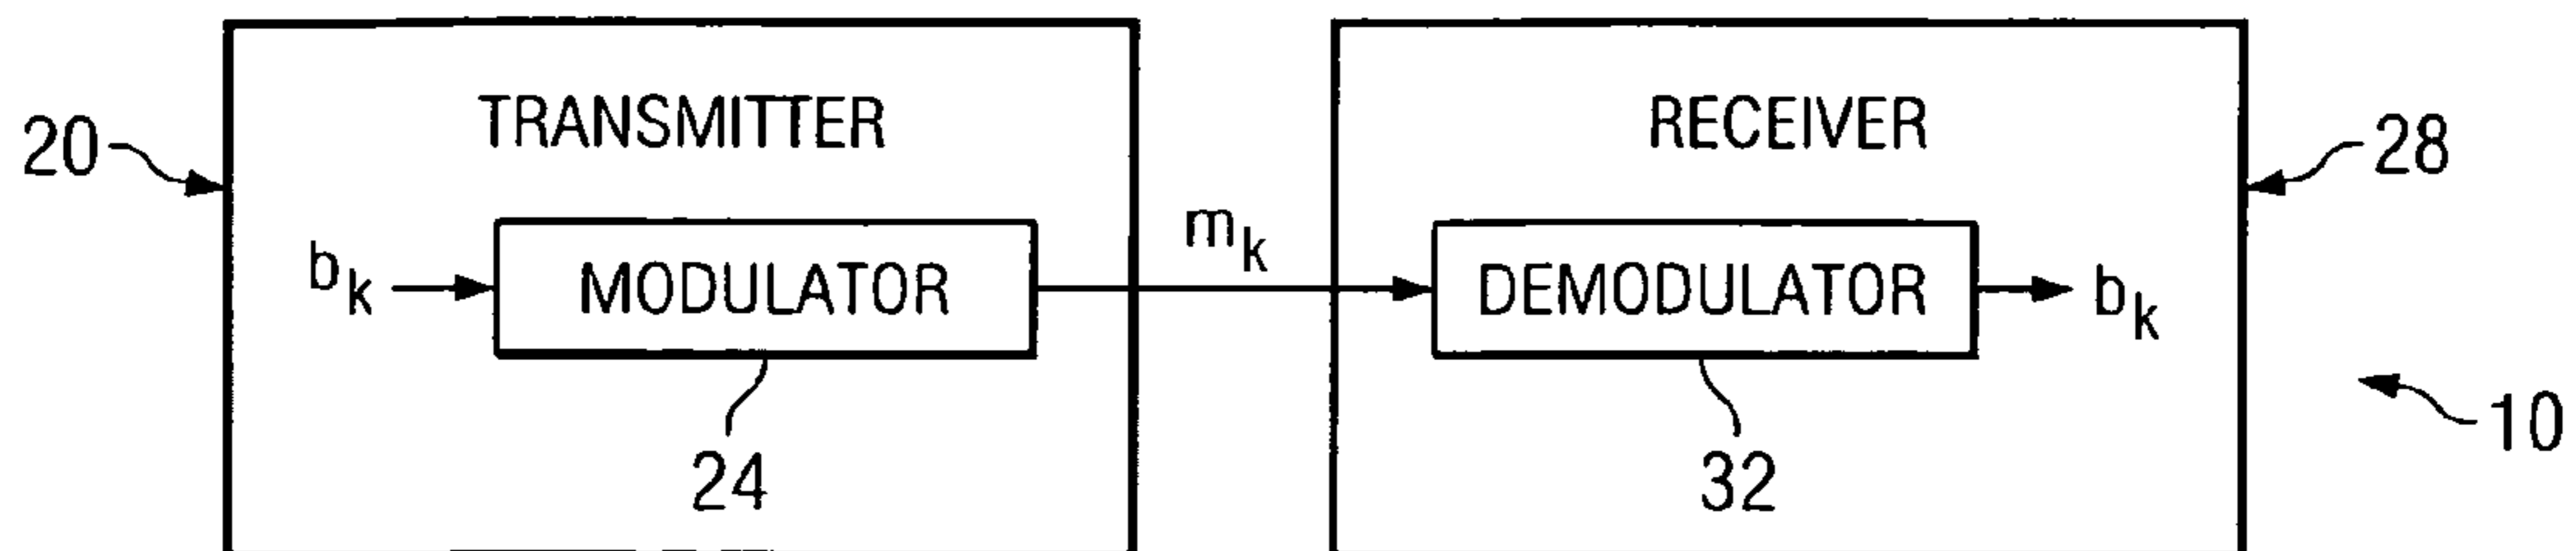 TRANSMITTER
RECEIVER
20
28
b_k
MODULATOR
m_k
DEMODULATOR
b_k
24
32
10